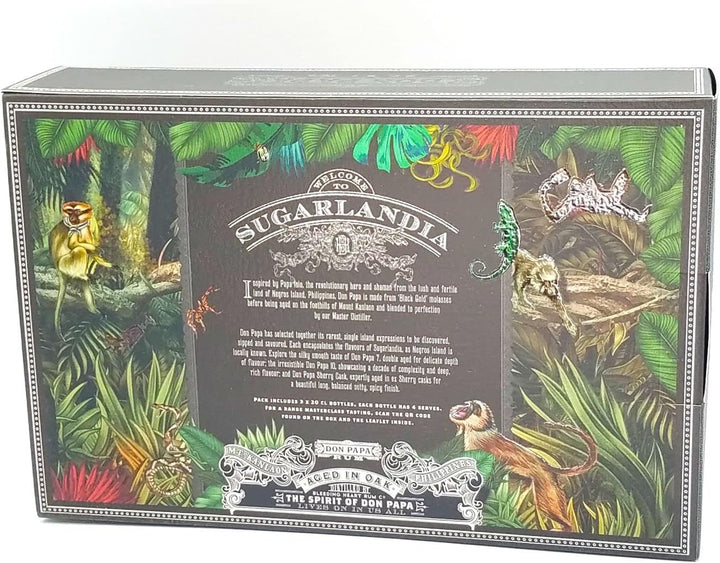 WELCOME
TO
SUGARLANDIA
Inspired by Papa Isio, the revolutionary hero and shaman from the lush and fertile
land of Negros Island, Philippines, Don Papa is made from 'Black Gold' molasses
before being aged on the foothills of Mount Kanlaon and blended to perfection
by our Master Distiller.
Don Papa has selected together its rarest, single island expressions to be discovered,
sipped and savoured. Each encapsulates the flavours of Sugarlandia, as Negros Island is
locally known. Explore the silky smooth taste of Don Papa 7, double aged for delicate depth
of flavour; the irresistible Don Papa 10, showcasing a decade of complexity and deep,
rich flavour; and Don Papa Sherry Cask, expertly aged in ex Sherry casks for
a beautiful long, balanced nutty, spicy finish.
PACK INCLUDES 3 X 20 CL BOTTLES, EACH BOTTLE HAS 4 SERVES.
FOR A RANGE MASTERCLASS TASTING, SCAN THE QR CODE
FOUND ON THE BOX AND THE LEAFLET INSIDE.
DON PAPA
RUM
MT KANLAON
AGED IN OAK
PHILIPPINES
DISTILLED BY
BLEEDING HEART RUM Co
THE SPIRIT OF DON PAPA
LIVES ON IN US ALL